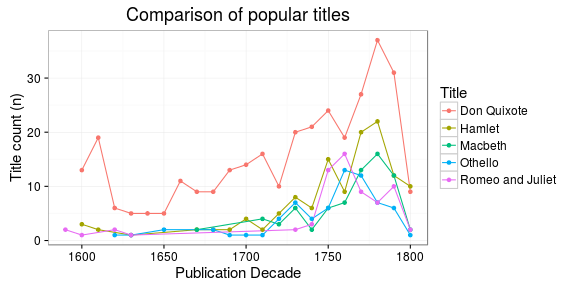 Comparison of popular titles
Title count (n)
30
20
10
0
1600
1650
1700
1750
1800
Publication Decade
Title
Don Quixote
Hamlet
Macbeth
Othello
Romeo and Juliet